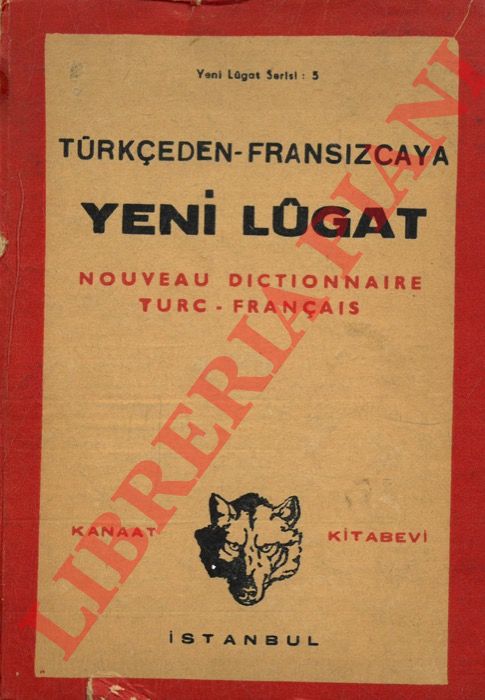 Yeni Lûgat Serisi : 5
TÜRKÇEDEN-FRANSIZCAYA
YENİ LÛGAT
NOUVEAU DICTIONNAIRE
TURC - FRANÇAIS
KANAAT KİTABEVİ
İSTANBUL
LIBRERIA PIANI